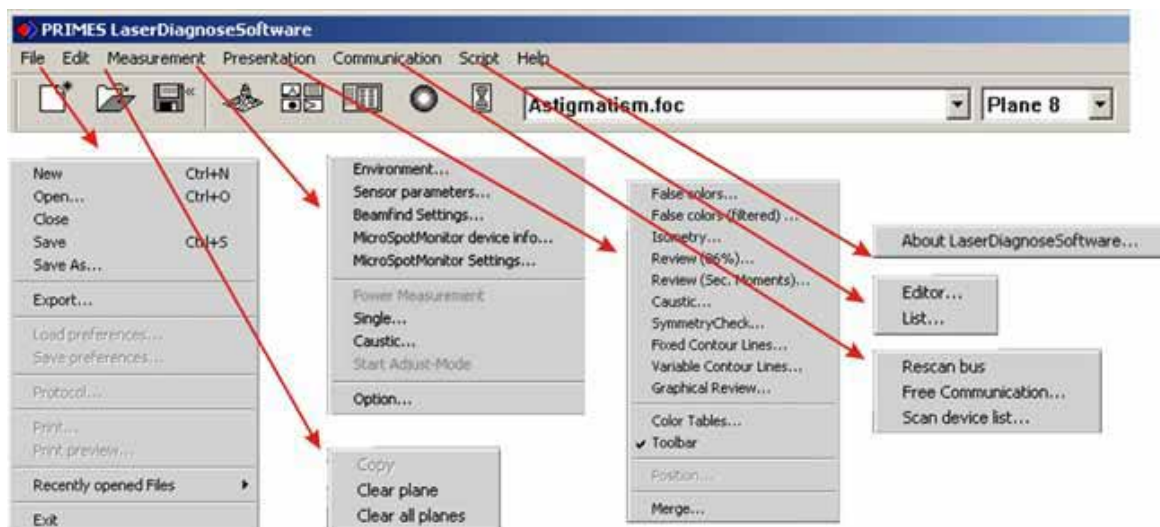 PRIMES LaserDiagnoseSoftware
File Edit Measurement Presentation Communication Script Help
Astigmatism.foc Plane 8
New Ctrl+N
Open... Ctrl+O
Close
Save Ctrl+S
Save As...
Export...
Load preferences...
Save preferences...
Protocol...
Print...
Print preview...
Recently opened Files
Exit
Copy
Clear plane
Clear all planes
Environment...
Sensor parameters...
Beamfind Settings...
MicroSpotMonitor device info...
MicroSpotMonitor Settings...
Power Measurement
Single...
Caustic...
Start Adjust-Mode
Option...
False colors...
False colors (filtered) ...
Isometry...
Review (86%)...
Review (Sec. Moments)...
Caustic...
SymmetryCheck...
Fixed Contour Lines...
Variable Contour Lines...
Graphical Review...
Color Tables...
Toolbar
Position...
Merge...
About LaserDiagnoseSoftware...
Editor...
List...
Rescan bus
Free Communication...
Scan device list...